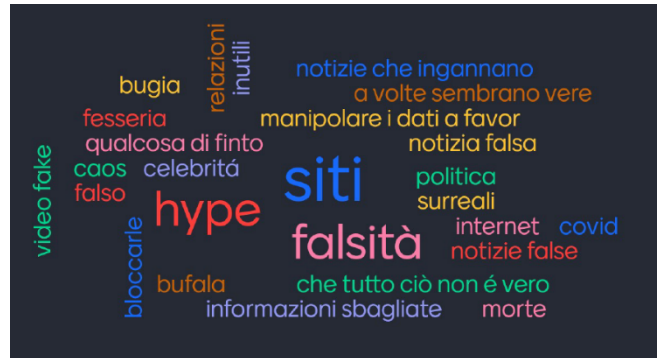 relazioni
inutili
notizie che ingannano
bugia
a volte sembrano vere
fesseria
manipolare i dati a favor
qualcosa di finto
notizia falsa
video fake
caos
celebritá
siti
politica
falso
hype
surreali
bloccarle
falsità
internet
covid
notizie false
bufala
che tutto ciò non é vero
informazioni sbagliate
morte